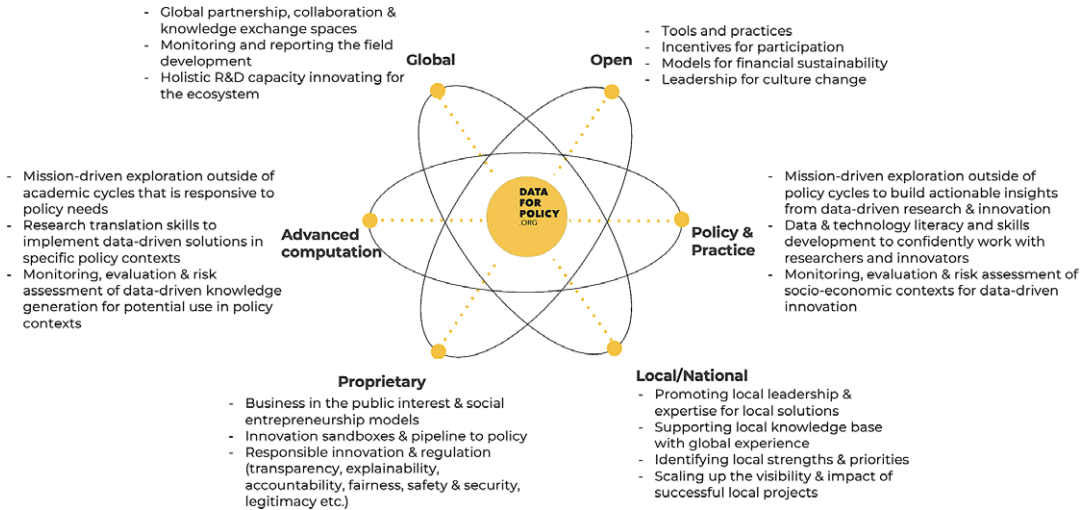 - Global partnership, collaboration &
knowledge exchange spaces
- Monitoring and reporting the field
development
- Holistic R&D capacity innovating for
the ecosystem
Global
Open
- Tools and practices
- Incentives for participation
- Models for financial sustainability
- Leadership for culture change
- Mission-driven exploration outside of
academic cycles that is responsive to
policy needs
- Research translation skills to
implement data-driven solutions in
specific policy contexts
- Monitoring, evaluation & risk
assessment of data-driven knowledge
generation for potential use in policy
contexts
Advanced
computation
DATA
FOR
POLICY
.ORG
Policy &
Practice
- Mission-driven exploration outside of
policy cycles to build actionable insights
from data-driven research & innovation
- Data & technology literacy and skills
development to confidently work with
researchers and innovators
- Monitoring, evaluation & risk assessment of
socio-economic contexts for data-driven
innovation
Proprietary
- Business in the public interest & social
entrepreneurship models
- Innovation sandboxes & pipeline to policy
- Responsible innovation & regulation
(transparency, explainability,
accountability, fairness, safety & security,
legitimacy etc.)
Local/National
- Promoting local leadership &
expertise for local solutions
- Supporting local knowledge base
with global experience
- Identifying local strengths & priorities
- Scaling up the visibility & impact of
successful local projects